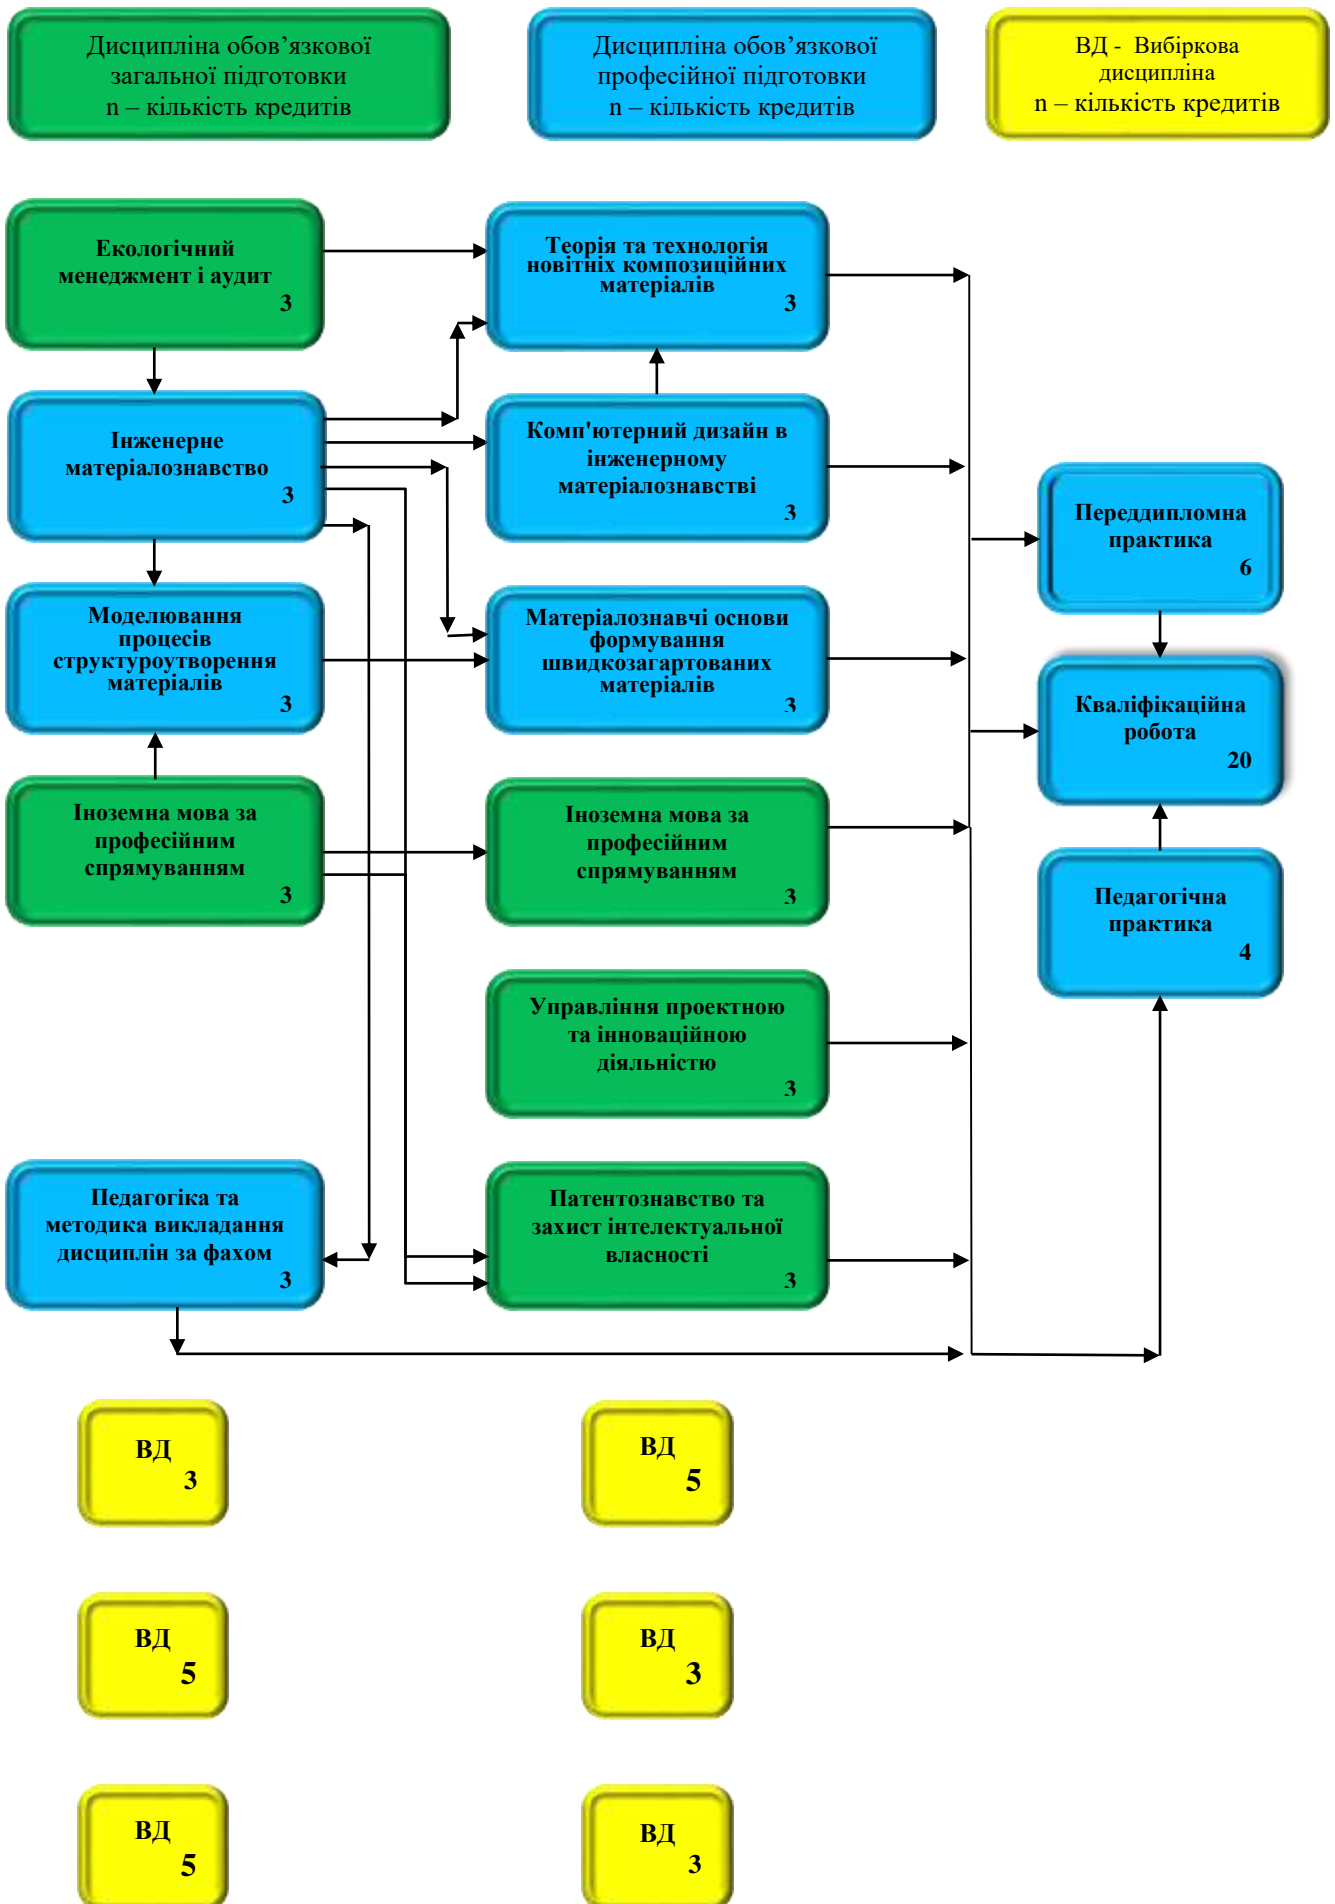 Дисципліна обов’язкової
загальної підготовки
n – кількість кредитів
Дисципліна обов’язкової
професійної підготовки
n – кількість кредитів
ВД - Вибіркова
дисципліна
n – кількість кредитів
Екологічний
менеджмент і аудит
3
Теорія та технологія
новітніх композиційних
матеріалів
3
Інженерне
матеріалознавство
3
Комп'ютерний дизайн в
інженерному
матеріалознавстві
3
Переддипломна
практика
6
Моделювання
процесів
структуроутворення
матеріалів
3
Матеріалознавчі основи
формування
швидкозагартованих
матеріалів
3
Кваліфікаційна
робота
20
Іноземна мова за
професійним
спрямуванням
3
Іноземна мова за
професійним
спрямуванням
3
Педагогічна
практика
4
Управління проектною
та інноваційною
діяльністю
3
Педагогіка та
методика викладання
дисциплін за фахом
3
Патентознавство та
захист інтелектуальної
власності
3
ВД
3
ВД
5
ВД
5
ВД
3
ВД
5
ВД
3